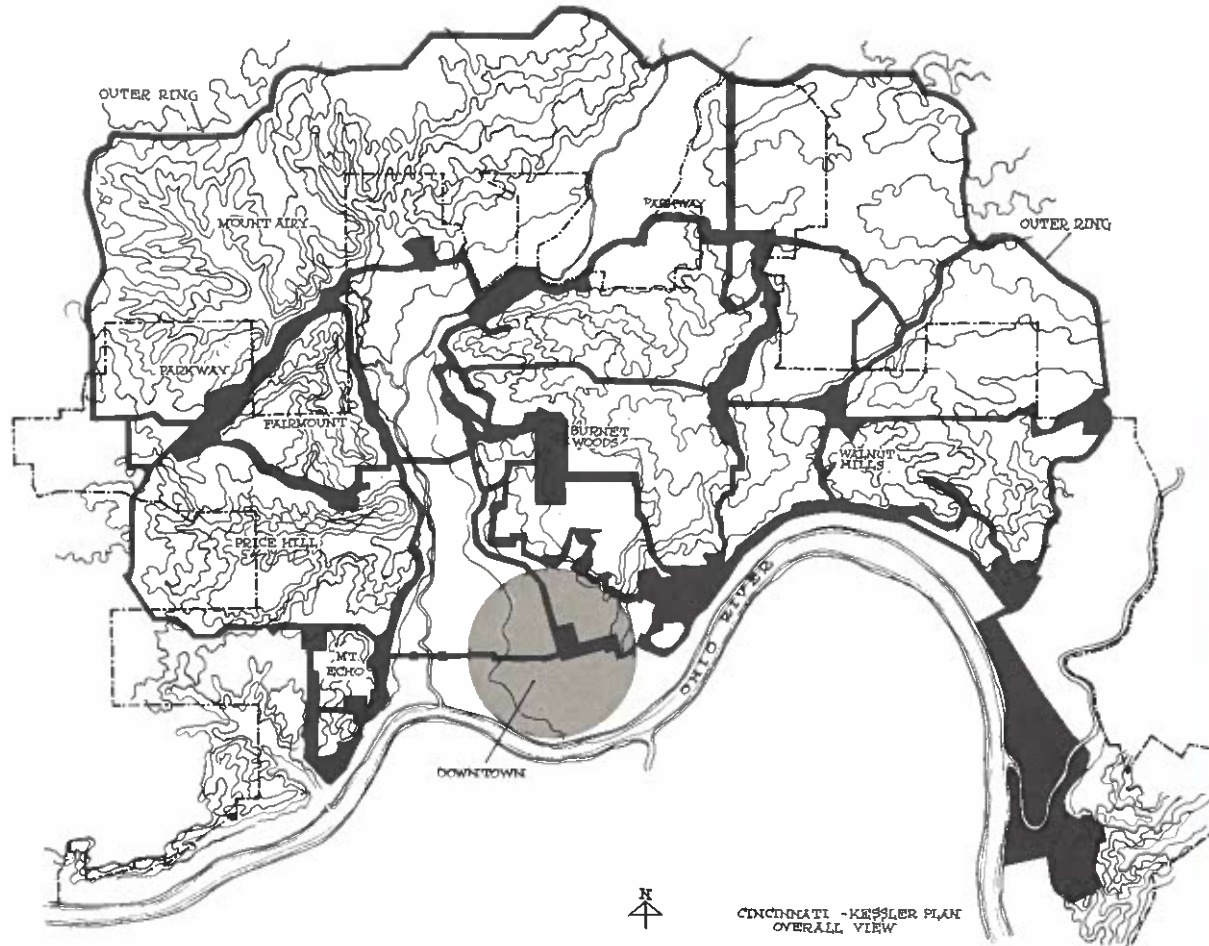 OUTER RING
PARKWAY
MOUNT AIRY
OUTER RING
PARKWAY
FAIRMOUNT
BURNET
WOODS
WALNUT
HILLS
PRICE HILL
OHIO RIVER
MT.
ECHO
DOWNTOWN
N
CINCINNATI - KESSLER PLAN
OVERALL VIEW